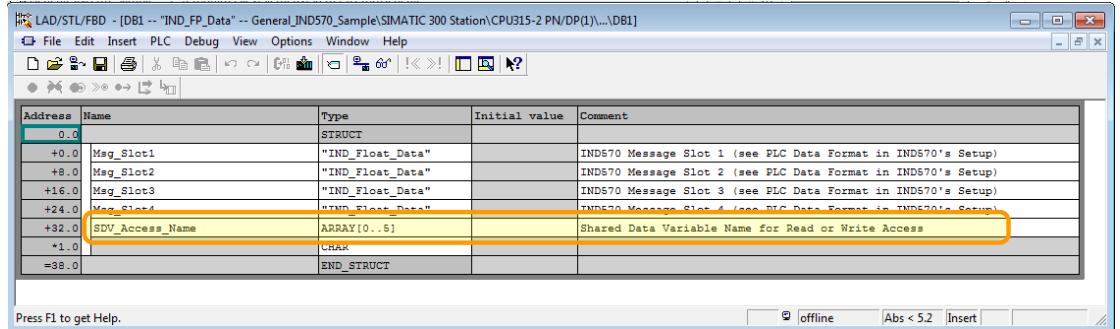 LAD/STL/FBD - [DB1 -- "IND_FP_Data" -- General_IND570_Sample\SIMATIC 300 Station\CPU315-2 PN/DP(1)\...\DB1]
File Edit Insert PLC Debug View Options Window Help
Address Name Type Initial value Comment
0.0 STRUCT
+0.0 Msg_Slot1 "IND_Float_Data" IND570 Message Slot 1 (see PLC Data Format in IND570's Setup)
+8.0 Msg_Slot2 "IND_Float_Data" IND570 Message Slot 2 (see PLC Data Format in IND570's Setup)
+16.0 Msg_Slot3 "IND_Float_Data" IND570 Message Slot 3 (see PLC Data Format in IND570's Setup)
+24.0 Msg_Slot4 "IND_Float_Data" IND570 Message Slot 4 (see PLC Data Format in IND570's Setup)
+32.0 SDV_Access_Name ARRAY[0..5] Shared Data Variable Name for Read or Write Access
*1.0 CHAR
=38.0 END_STRUCT
Press F1 to get Help. offline Abs < 5.2 Insert